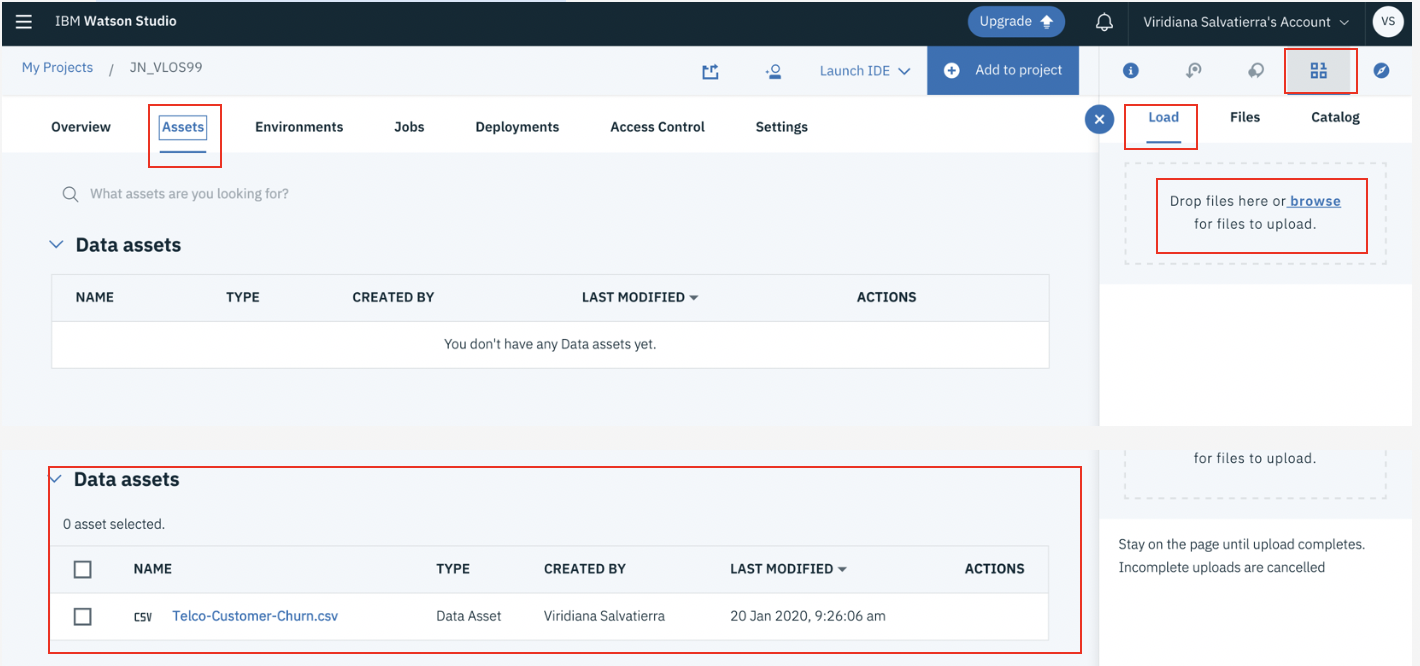 IBM Watson Studio
Upgrade
Viridiana Salvatierra's Account
VS
My Projects / JN_VLOS99
Launch IDE
Add to project
Overview
Assets
Environments
Jobs
Deployments
Access Control
Settings
Load
Files
Catalog
What assets are you looking for?
Drop files here or browse
for files to upload.
Data assets
NAME TYPE CREATED BY LAST MODIFIED ACTIONS
You don't have any Data assets yet.
for files to upload.
Data assets
0 asset selected.
Stay on the page until upload completes.
Incomplete uploads are cancelled
NAME TYPE CREATED BY LAST MODIFIED ACTIONS
CSV Telco-Customer-Churn.csv Data Asset Viridiana Salvatierra 20 Jan 2020, 9:26:06 am